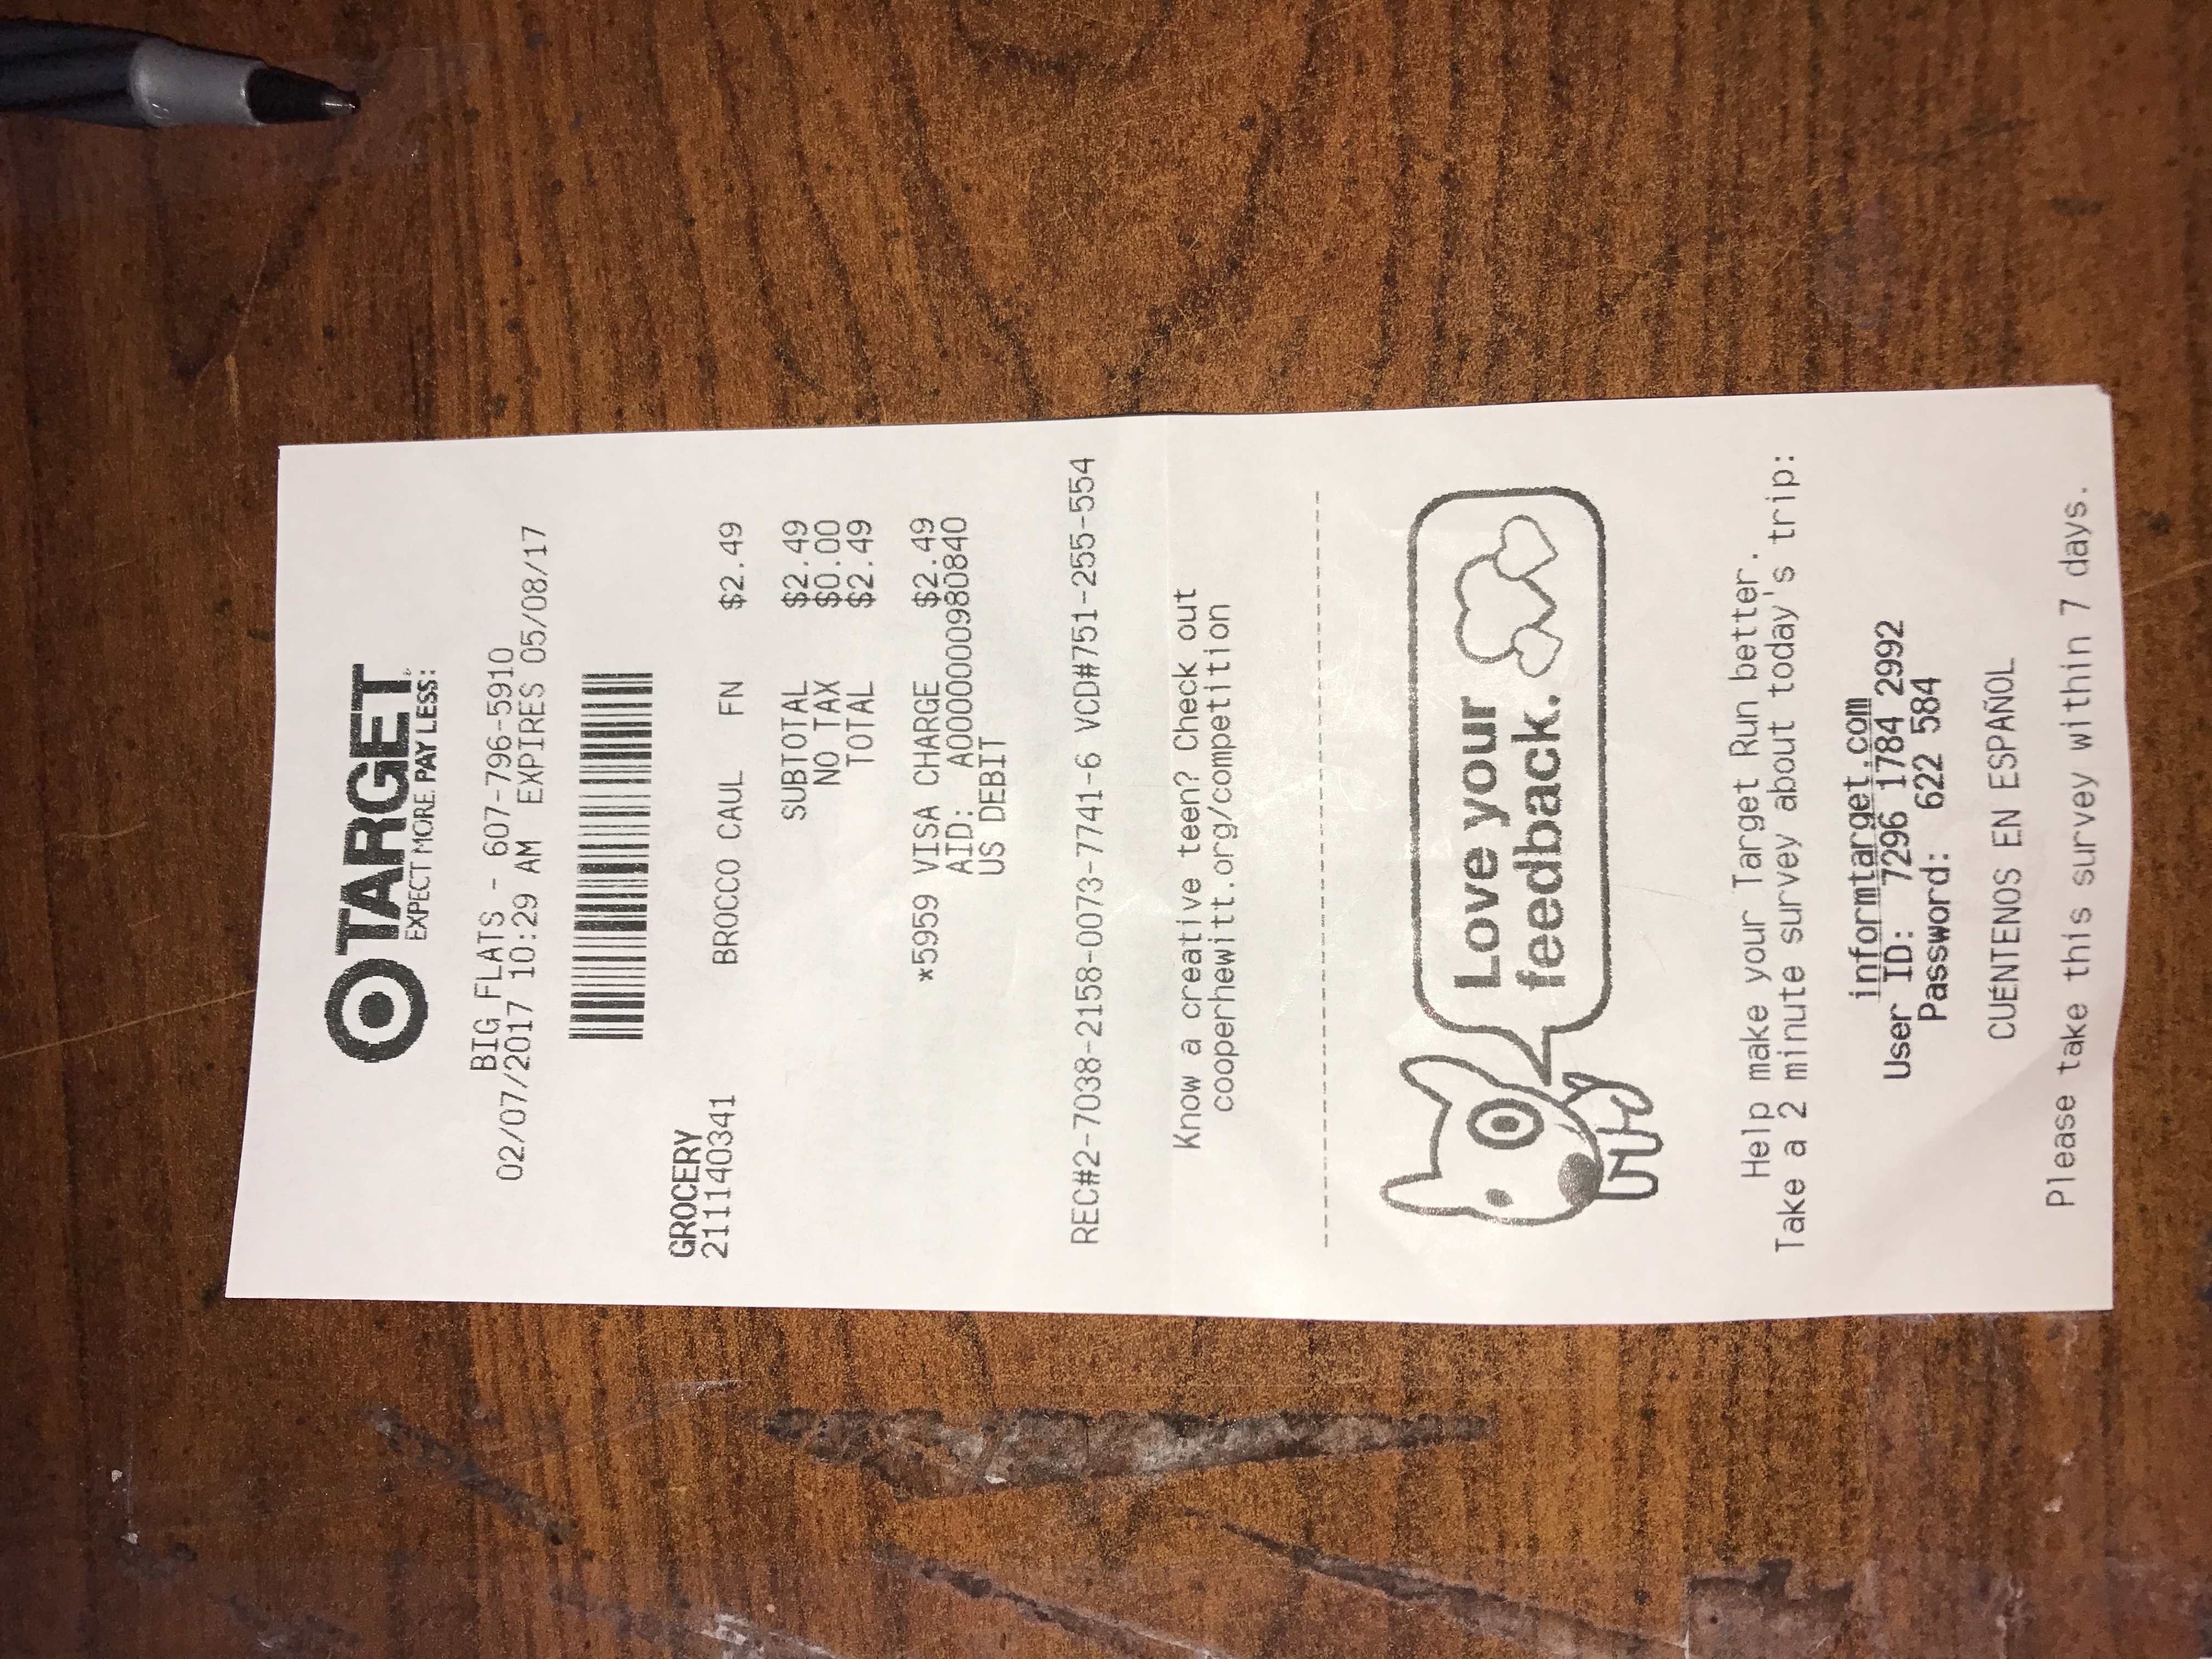 TARGET
EXPECT MORE. PAY LESS.
BIG FLATS - 607-796-5910
02/07/2017 10:29 AM EXPIRES 05/08/17
GROCERY
211140341 BROCCO CAUL FN $2.49
SUBTOTAL $2.49
NO TAX $0.00
TOTAL $2.49
*5959 VISA CHARGE $2.49
AID: A0000000980840
US DEBIT
REC#2-7038-2158-0073-7741-6 VCD#751-255-554
Know a creative teen? Check out
cooperhewitt.org/competition
Love your
feedback.
Help make your Target Run better.
Take a 2 minute survey about today's trip:
informtarget.com
User ID: 7296 1784 2992
Password: 622 584
CUÉNTENOS EN ESPAÑOL
Please take this survey within 7 days.